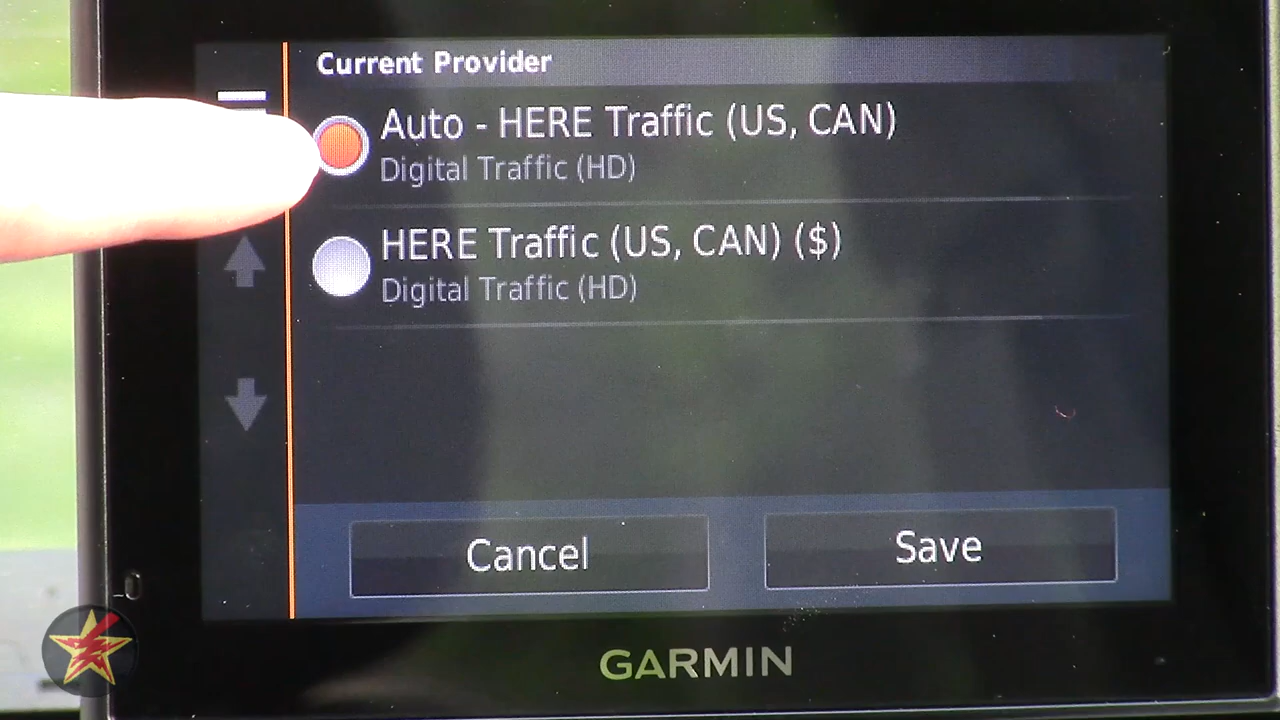 Current Provider
Auto - HERE Traffic (US, CAN)
Digital Traffic (HD)
HERE Traffic (US, CAN) ($)
Digital Traffic (HD)
Cancel
Save
GARMIN